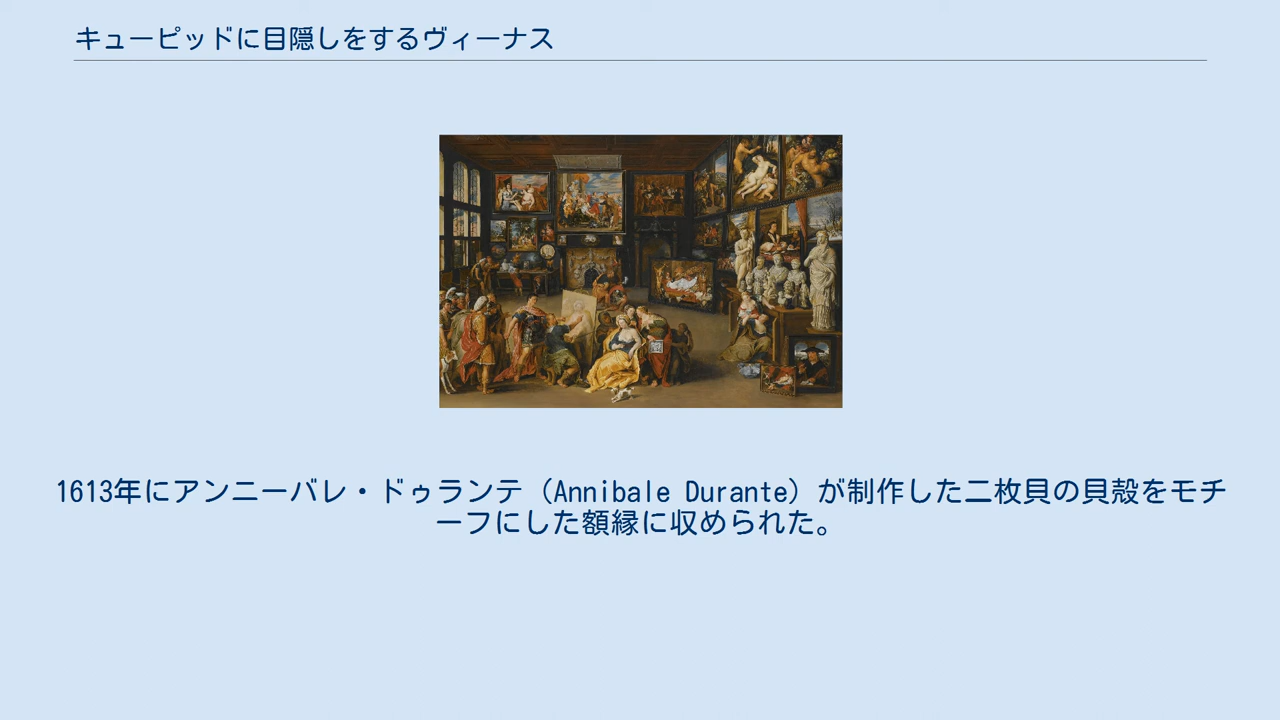 キューピッドに目隠しをするヴィーナス
1613年にアンニーバレ・ドゥランテ（Annibale Durante）が制作した二枚貝の貝殻をモチ
ーフにした額縁に収められた。